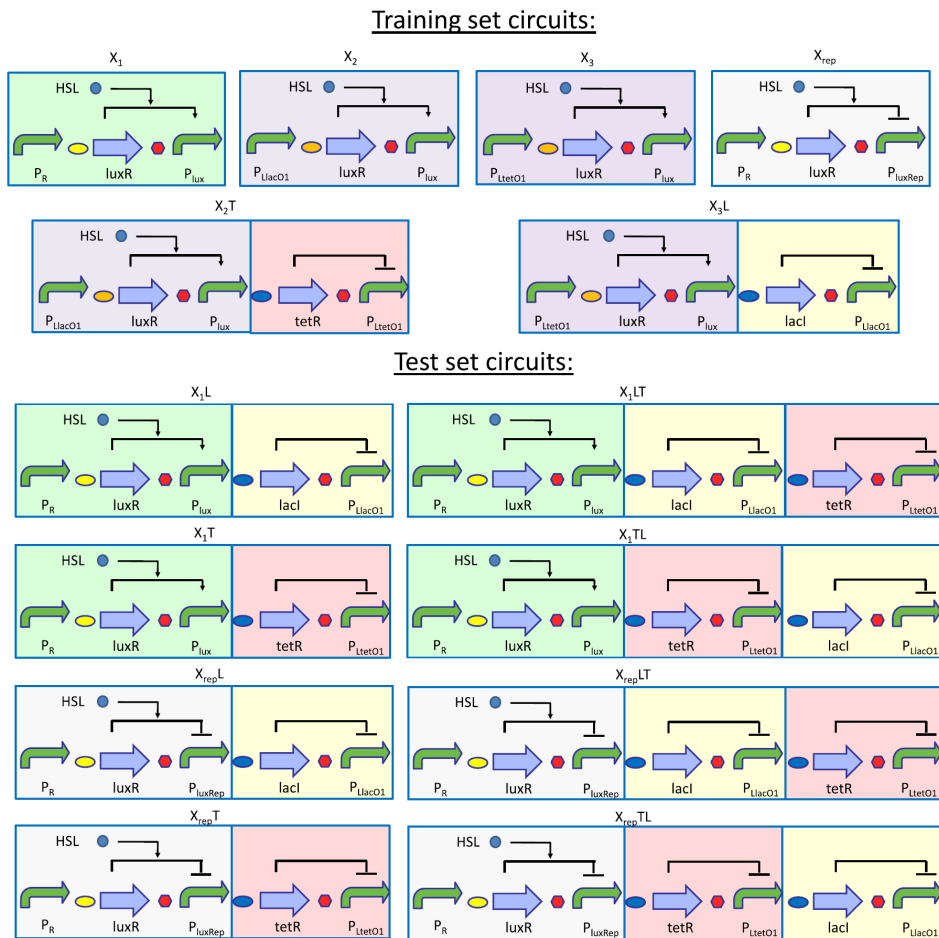 Training set circuits:
X1 X2 X3 Xrep
HSL HSL HSL HSL
PR luxR Plux PLlacO1 luxR Plux PLtetO1 luxR Plux PR luxR PluxRep
X2T X3L
HSL HSL
PLlacO1 luxR Plux tetR PLtetO1 PLtetO1 luxR Plux lacI PLlacO1
Test set circuits:
X1L X1LT
HSL HSL
PR luxR Plux lacI PLlacO1 PR luxR Plux lacI PLlacO1 tetR PLtetO1
X1T X1TL
HSL HSL
PR luxR Plux tetR PLtetO1 PR luxR Plux tetR PLtetO1 lacI PLlacO1
XrepL XrepLT
HSL HSL
PR luxR PluxRep lacI PLlacO1 PR luxR PluxRep lacI PLlacO1 tetR PLtetO1
XrepT XrepTL
HSL HSL
PR luxR PluxRep tetR PLtetO1 PR luxR PluxRep tetR PLtetO1 lacI PLlacO1